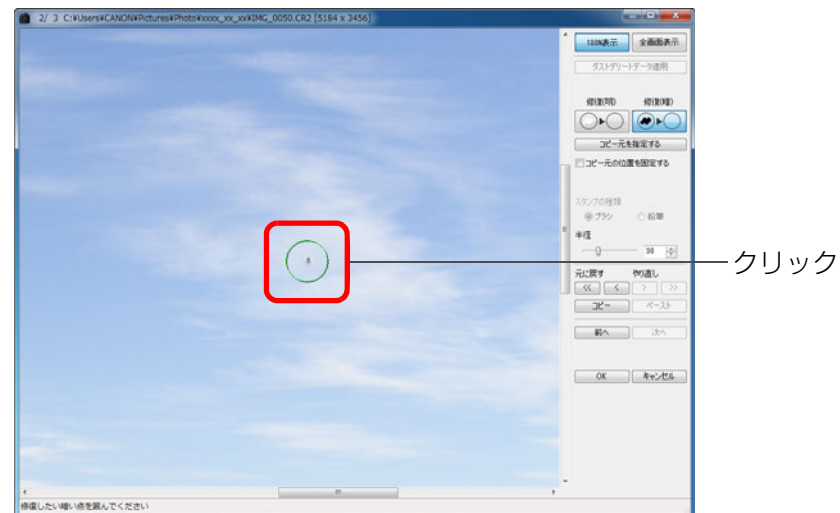 2/ 3 C:¥Users¥CANON¥Pictures¥Photo¥xxxx_xx_xx¥IMG_0050.CR2 [5184 x 3456]
100%表示 全画面表示
ダストデリートデータ適用
修復(明) 修復(暗)
コピー元を指定する
コピー元の位置を固定する
スタンプの種類
ブラシ 鉛筆
半径
30
元に戻す やり直し
<< < > >>
コピー ペースト
前へ 次へ
OK キャンセル
修復したい暗い点を囲んでください
クリック